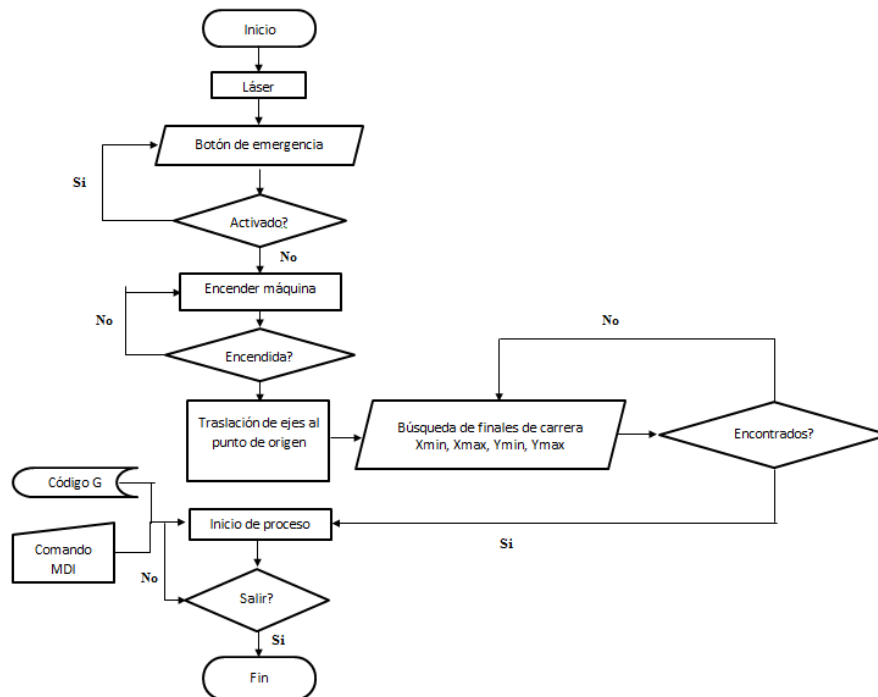 Inicio
Láser
Botón de emergencia
Si
Activado?
No
Encender máquina
No
Encendida?
No
Traslación de ejes al
punto de origen
Búsqueda de finales de carrera
Xmin, Xmax, Ymin, Ymax
Encontrados?
Código G
Inicio de proceso
Si
Comando
MDI
No
Salir?
Si
Fin